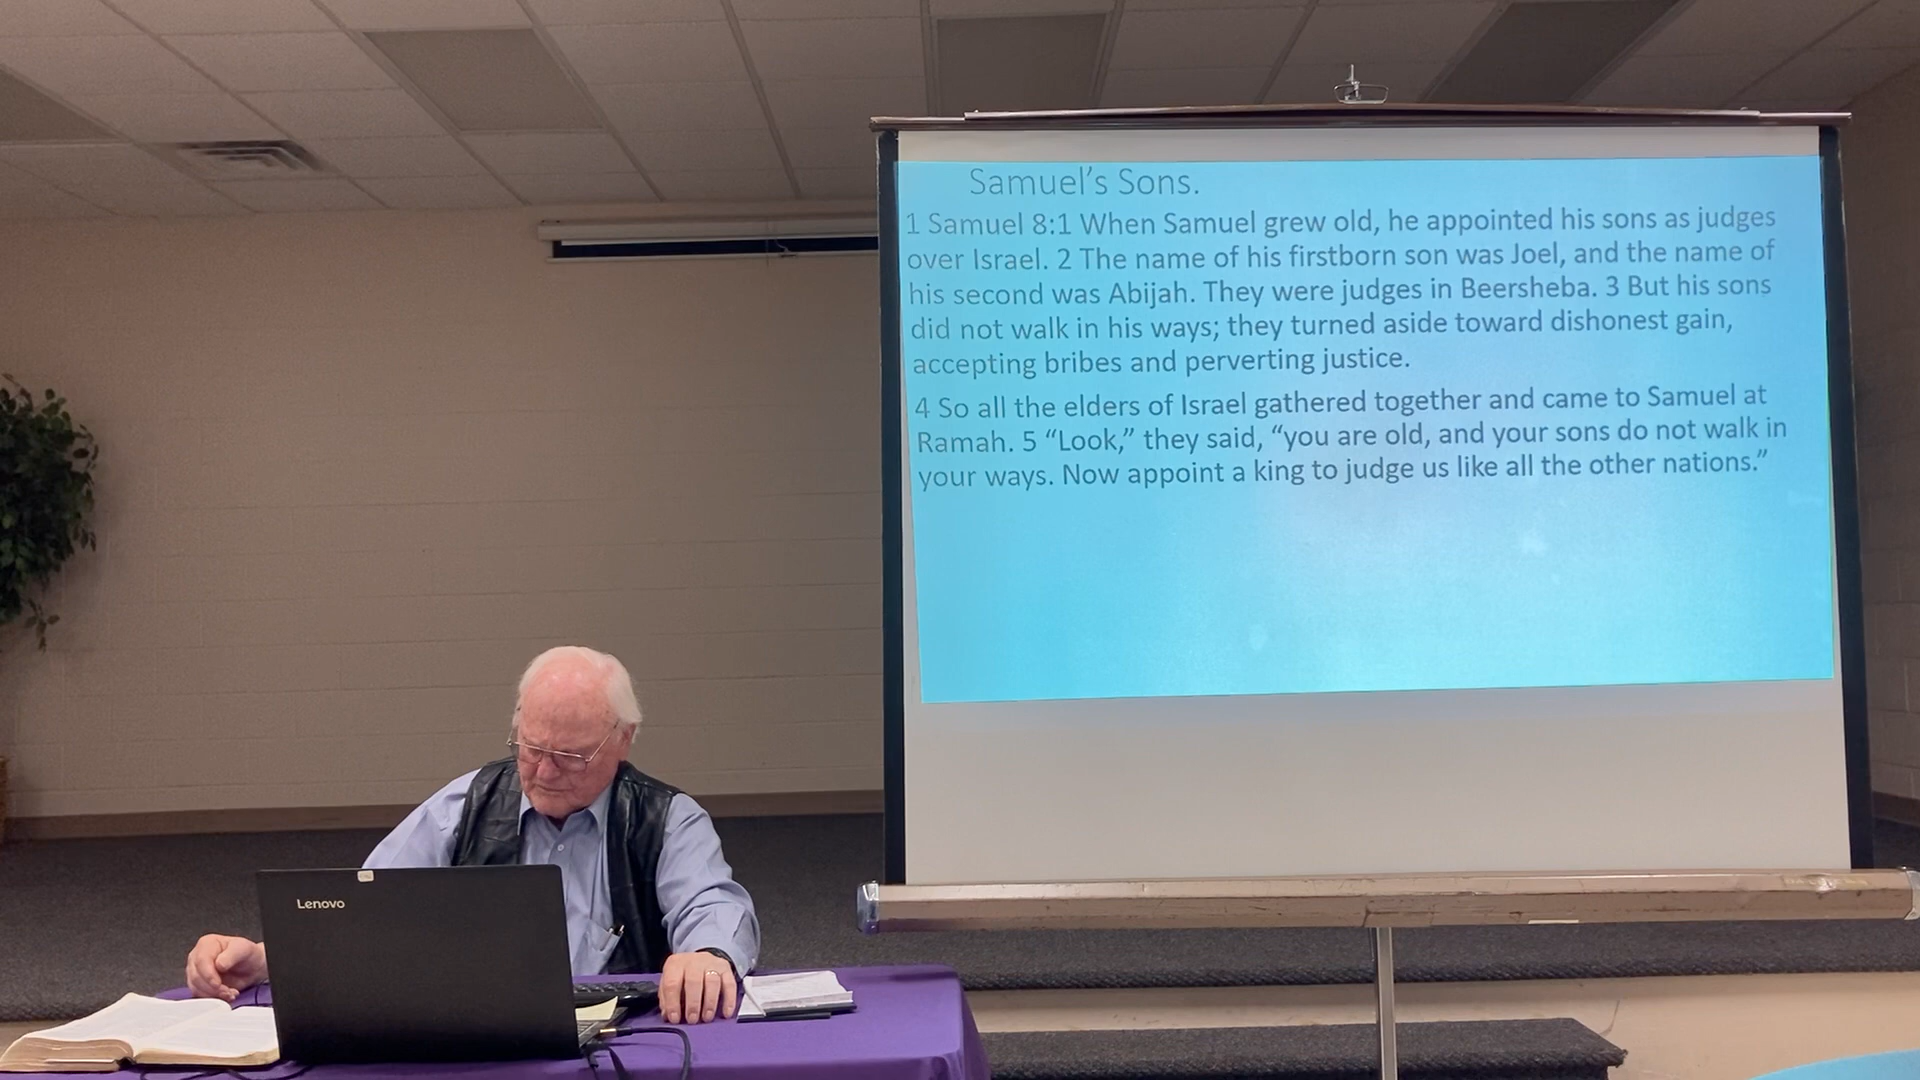 Samuel's Sons.
1 Samuel 8:1 When Samuel grew old, he appointed his sons as judges
over Israel. 2 The name of his firstborn son was Joel, and the name of
his second was Abijah. They were judges in Beersheba. 3 But his sons
did not walk in his ways; they turned aside toward dishonest gain,
accepting bribes and perverting justice.
4 So all the elders of Israel gathered together and came to Samuel at
Ramah. 5 “Look,” they said, “you are old, and your sons do not walk in
your ways. Now appoint a king to judge us like all the other nations.”
Lenovo